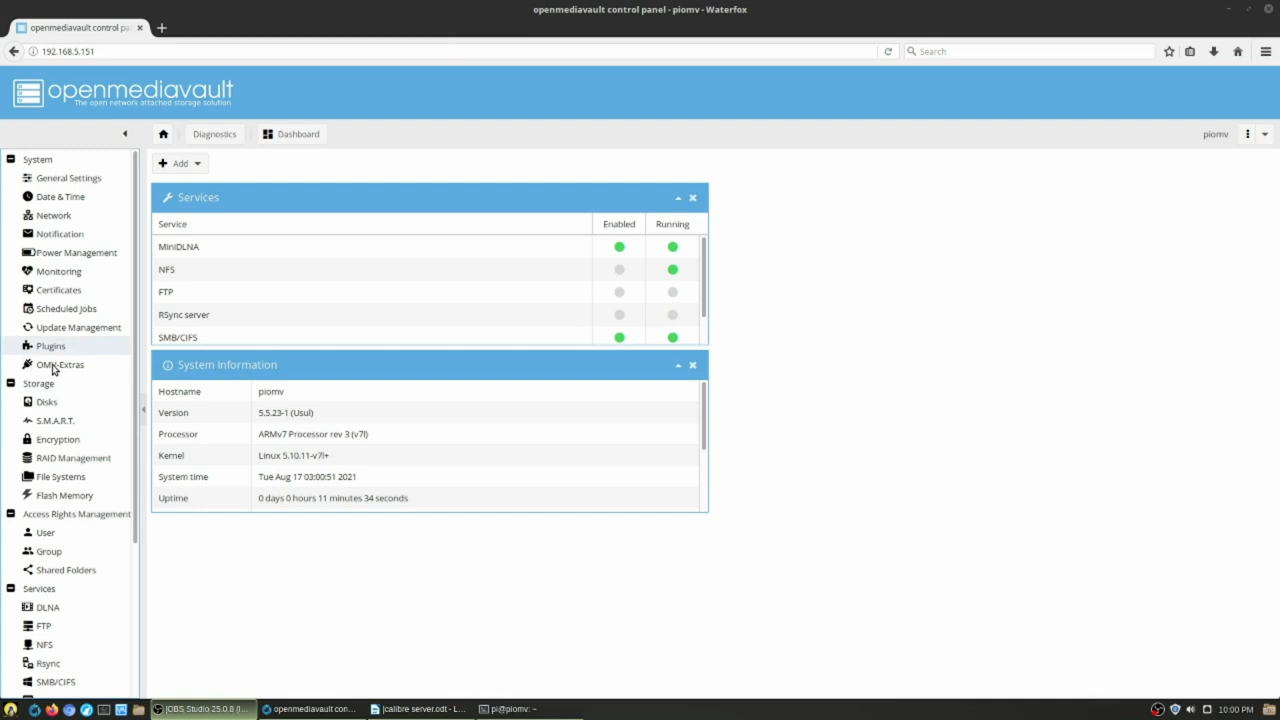 openmediavault control panel - piomv - Waterfox
openmediavault control pa
192.168.5.151
Search
openmediavault
The open network attached storage solution
Diagnostics
Dashboard
piomv
Add
System
General Settings
Date & Time
Network
Notification
Power Management
Monitoring
Certificates
Scheduled Jobs
Update Management
Plugins
OMV-Extras
Storage
Disks
S.M.A.R.T.
Encryption
RAID Management
File Systems
Flash Memory
Access Rights Management
User
Group
Shared Folders
Services
DLNA
FTP
NFS
Rsync
SMB/CIFS
Services
Service Enabled Running
MiniDLNA
NFS
FTP
RSync server
SMB/CIFS
System Information
Hostname piomv
Version 5.5.23-1 (Usul)
Processor ARMv7 Processor rev 3 (v7l)
Kernel Linux 5.10.11-v7l+
System time Tue Aug 17 03:00:51 2021
Uptime 0 days 0 hours 11 minutes 34 seconds
[OBS Studio 25.0.8 (l...
openmediavault con...
[calibre server.odt - L...
pi@piomv: ~
10:00 PM